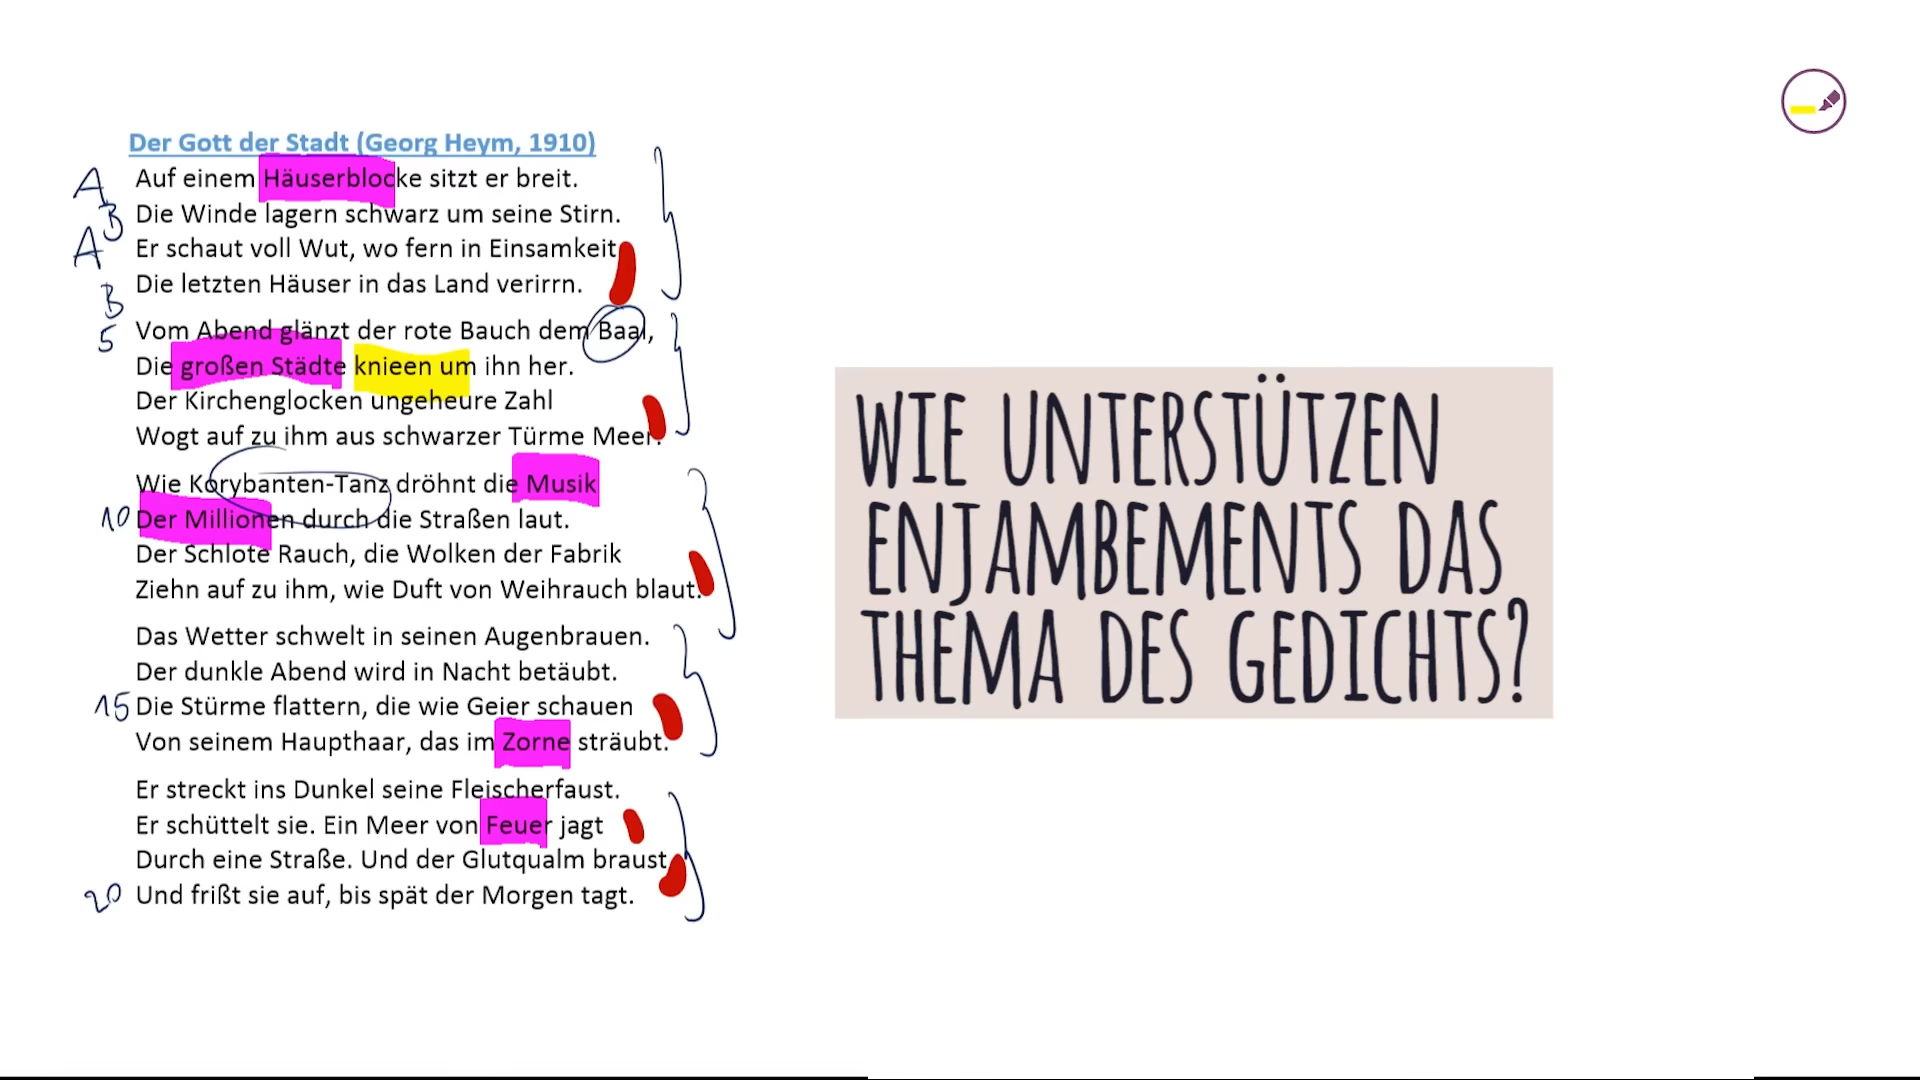 Der Gott der Stadt (Georg Heym, 1910)
A Auf einem Häuserblocke sitzt er breit.
B Die Winde lagern schwarz um seine Stirn.
A Er schaut voll Wut, wo fern in Einsamkeit
B Die letzten Häuser in das Land verirrn.
5 Vom Abend glänzt der rote Bauch dem Baal,
Die großen Städte knieen um ihn her.
Der Kirchenglocken ungeheure Zahl
Wogt auf zu ihm aus schwarzer Türme Meer.
Wie Korybanten-Tanz dröhnt die Musik
10 Der Millionen durch die Straßen laut.
Der Schlote Rauch, die Wolken der Fabrik
Ziehn auf zu ihm, wie Duft von Weihrauch blaut.
Das Wetter schwelt in seinen Augenbrauen.
Der dunkle Abend wird in Nacht betäubt.
15 Die Stürme flattern, die wie Geier schauen
Von seinem Haupthaar, das im Zorne sträubt.
Er streckt ins Dunkel seine Fleischerfaust.
Er schüttelt sie. Ein Meer von Feuer jagt
Durch eine Straße. Und der Glutqualm braust
20 Und frißt sie auf, bis spät der Morgen tagt.
WIE UNTERSTÜTZEN
ENJAMBEMENTS DAS
THEMA DES GEDICHTS?